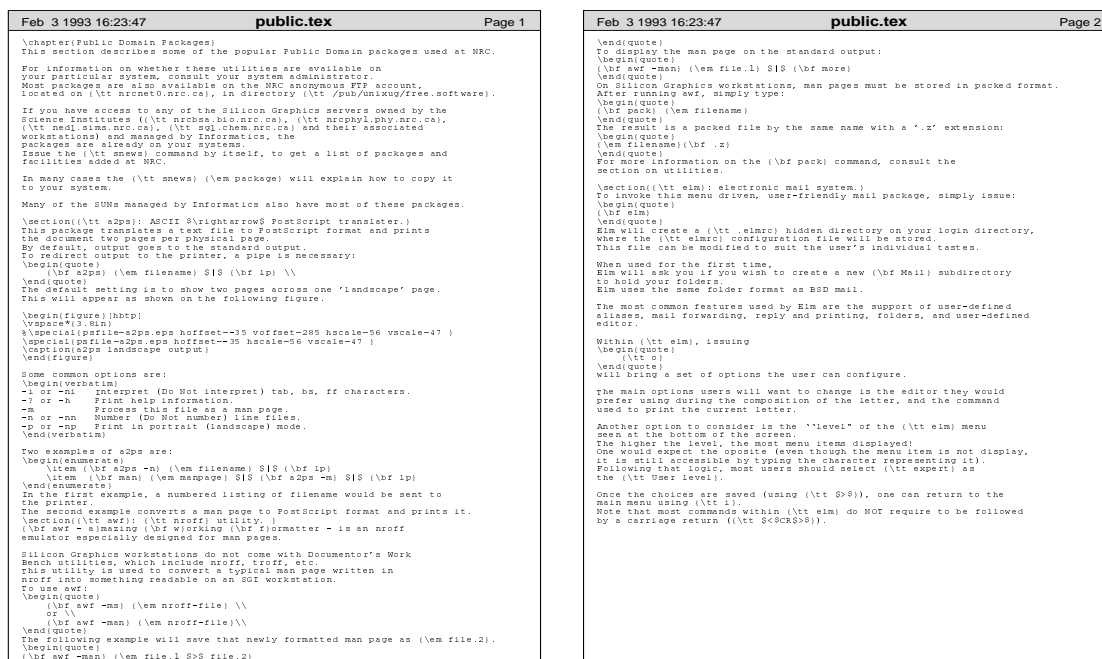 Feb 3 1993 16:23:47 public.tex Page 1
\chapter{Public Domain Packages}
This section describes some of the popular Public Domain packages used at NRC.
For information on whether these utilities are available on
your particular system, consult your system administrator.
Most packages are also available on the NRC anonymous FTP account,
located on {\tt nrcnet0.nrc.ca}, in directory {\tt /pub/unixug/free.software}.
If you have access to any of the Silicon Graphics servers owned by the
Science Institutes ({\tt nrcbsa.bio.nrc.ca}, {\tt nrcphy1.phy.nrc.ca},
{\tt ned1.sims.nrc.ca}, {\tt sg1.chem.nrc.ca} and their associated
workstations) and managed by Informatics, the
packages are already on your systems.
Issue the {\tt snews} command by itself, to get a list of packages and
facilities added at NRC.
In many cases the {\tt snews} {\em package} will explain how to copy it
to your system.
Many of the SUNs managed by Informatics also have most of these packages.
\section{{\tt a2ps}: ASCII $\rightarrow$ PostScript translater.}
This package translates a text file to PostScript format and prints
the document two pages per physical page.
By default, output goes to the standard output.
To redirect output to the printer, a pipe is necessary:
\begin{quote}
{\bf a2ps} {\em filename} $|$ {\bf lp} \\
\end{quote}
The default setting is to show two pages across one 'landscape' page.
This will appear as shown on the following figure.
\begin{figure}[hbtp]
\vspace*{3.8in}
%\special{psfile=a2ps.eps hoffset=-35 voffset=285 hscale=56 vscale=47 }
\special{psfile=a2ps.eps hoffset=-35 hscale=56 vscale=47 }
\caption{a2ps landscape output}
\end{figure}
Some common options are:
\begin{verbatim}
-i or -ni Interpret (Do Not interpret) tab, bs, ff characters.
-? or -h Print help information.
-m Process this file as a man page.
-n or -nn Number (Do Not number) line files.
-p or -np Print in portrait (landscape) mode.
\end{verbatim}
Two examples of a2ps are:
\begin{enumerate}
\item {\bf a2ps -n} {\em filename} $|$ {\bf lp}
\item {\bf man} {\em manpage} $|$ {\bf a2ps -m} $|$ {\bf lp}
\end{enumerate}
In the first example, a numbered listing of filename would be sent to
the printer.
The second example converts a man page to PostScript format and prints it.
\section{{\tt awf}: {\tt nroff} utility. }
{\bf awf - a}mazing {\bf w}orking {\bf f}ormatter - is an nroff
emulator especially designed for man pages.
Silicon Graphics workstations do not come with Documentor's Work
Bench utilities, which include nroff, troff, etc.
This utility is used to convert a typical man page written in
nroff into something readable on an SGI workstation.
To use awf:
\begin{quote}
{\bf awf -ms} {\em nroff-file} \\
or \\
{\bf awf -man} {\em nroff-file}\\
\end{quote}
The following example will save that newly formatted man page as {\em file.2}.
\begin{quote}
{\bf awf -man} {\em file.1 $>$ file.2}
Feb 3 1993 16:23:47 public.tex Page 2
\end{quote}
To display the man page on the standard output:
\begin{quote}
{\bf awf -man} {\em file.1} $|$ {\bf more}
\end{quote}
On Silicon Graphics workstations, man pages must be stored in packed format.
After running awf, simply type:
\begin{quote}
{\bf pack} {\em filename}
\end{quote}
The result is a packed file by the same name with a '.z' extension:
\begin{quote}
{\em filename}{\bf .z}
\end{quote}
For more information on the {\bf pack} command, consult the
section on utilities.
\section{{\tt elm}: electronic mail system.}
To invoke this menu driven, user-friendly mail package, simply issue:
\begin{quote}
{\bf elm}
\end{quote}
Elm will create a {\tt .elmrc} hidden directory on your login directory,
where the {\tt elmrc} configuration file will be stored.
This file can be modified to suit the user's individual tastes.
When used for the first time,
Elm will ask you if you wish to create a new {\bf Mail} subdirectory
to hold your folders.
Elm uses the same folder format as BSD mail.
The most common features used by Elm are the support of user-defined
aliases, mail forwarding, reply and printing, folders, and user-defined
editor.
Within {\tt elm}, issuing
\begin{quote}
{\tt o}
\end{quote}
will bring a set of options the user can configure.
The main options users will want to change is the editor they would
prefer using during the composition of the letter, and the command
used to print the current letter.
Another option to consider is the ``level" of the {\tt elm} menu
seen at the bottom of the screen.
The higher the level, the most menu items displayed!
One would expect the oposite (even though the menu item is not display,
it is still accessible by typing the character representing it).
Following that logic, most users should select {\tt expert} as
the {\tt User level}.
Once the choices are saved (using {\tt $>$}), one can return to the
main menu using {\tt i}.
Note that most commands within {\tt elm} do NOT require to be followed
by a carriage return ({\tt $<$CR$>$}).